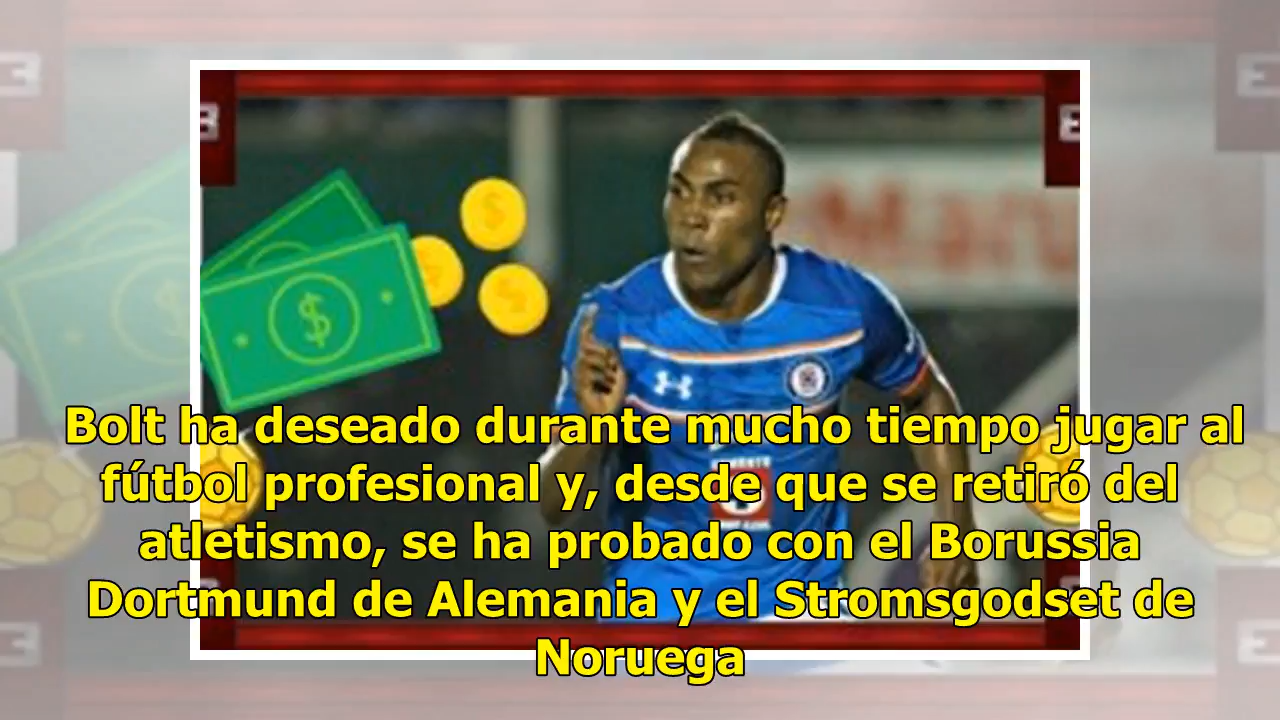 Bolt ha deseado durante mucho tiempo jugar al
fútbol profesional y, desde que se retiró del
atletismo, se ha probado con el Borussia
Dortmund de Alemania y el Stromsgodset de
Noruega